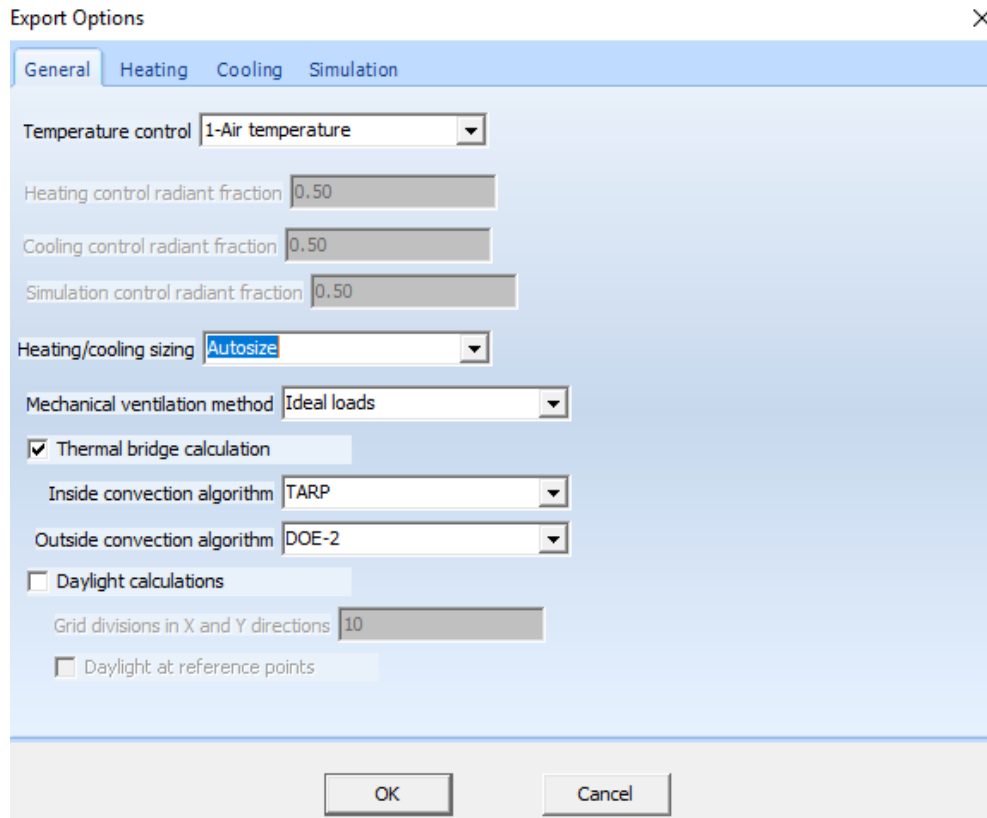 Export Options
General Heating Cooling Simulation
Temperature control 1-Air temperature
Heating control radiant fraction 0.50
Cooling control radiant fraction 0.50
Simulation control radiant fraction 0.50
Heating/cooling sizing Autosize
Mechanical ventilation method Ideal loads
Thermal bridge calculation
Inside convection algorithm TARP
Outside convection algorithm DOE-2
Daylight calculations
Grid divisions in X and Y directions 10
Daylight at reference points
OK Cancel